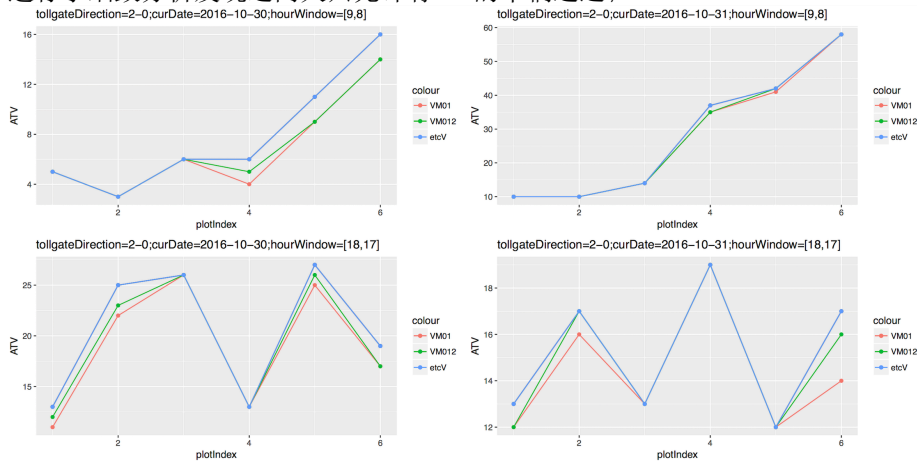 tollgateDirection=2-0;curDate=2016-10-30;hourWindow=[9,8]
16
12
8
4
ATV
2
4
6
plotIndex
colour
VM01
VM012
etcV
tollgateDirection=2-0;curDate=2016-10-31;hourWindow=[9,8]
60
50
40
30
20
10
ATV
2
4
6
plotIndex
colour
VM01
VM012
etcV
tollgateDirection=2-0;curDate=2016-10-30;hourWindow=[18,17]
25
20
15
ATV
2
4
6
plotIndex
colour
VM01
VM012
etcV
tollgateDirection=2-0;curDate=2016-10-31;hourWindow=[18,17]
18
16
14
12
ATV
2
4
6
plotIndex
colour
VM01
VM012
etcV